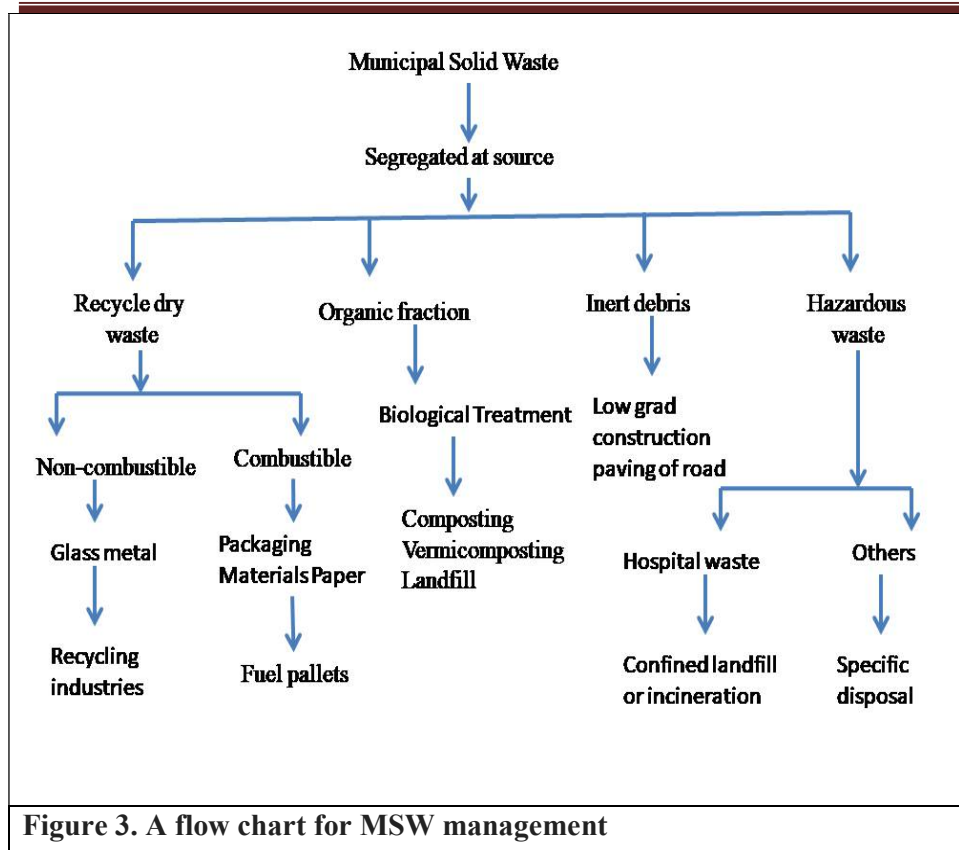 Municipal Solid Waste
Segregated at source
Recycle dry
waste
Organic fraction
Inert debris
Hazardous
waste
Non-combustible
Combustible
Biological Treatment
Low grad
construction
paving of road
Glass metal
Packaging
Materials Paper
Composting
Vermicomposting
Landfill
Hospital waste
Others
Recycling
industries
Fuel pallets
Confined landfill
or incineration
Specific
disposal
Figure 3. A flow chart for MSW management